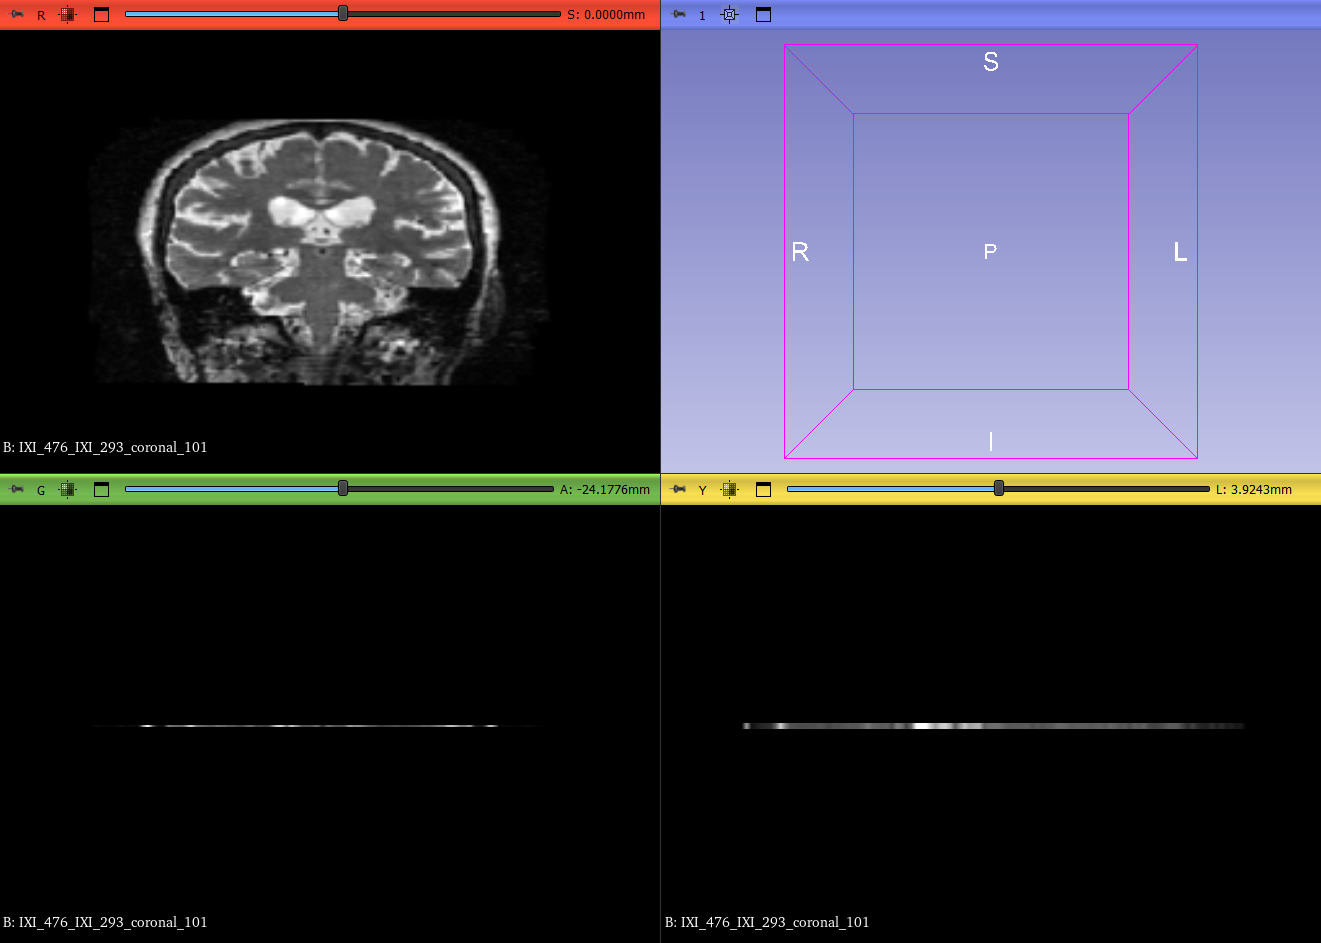 R S: 0.0000mm
1
S
R P L
I
B: IXI_476_IXI_293_coronal_101
G A: -24.1776mm
Y L: 3.9243mm
B: IXI_476_IXI_293_coronal_101
B: IXI_476_IXI_293_coronal_101